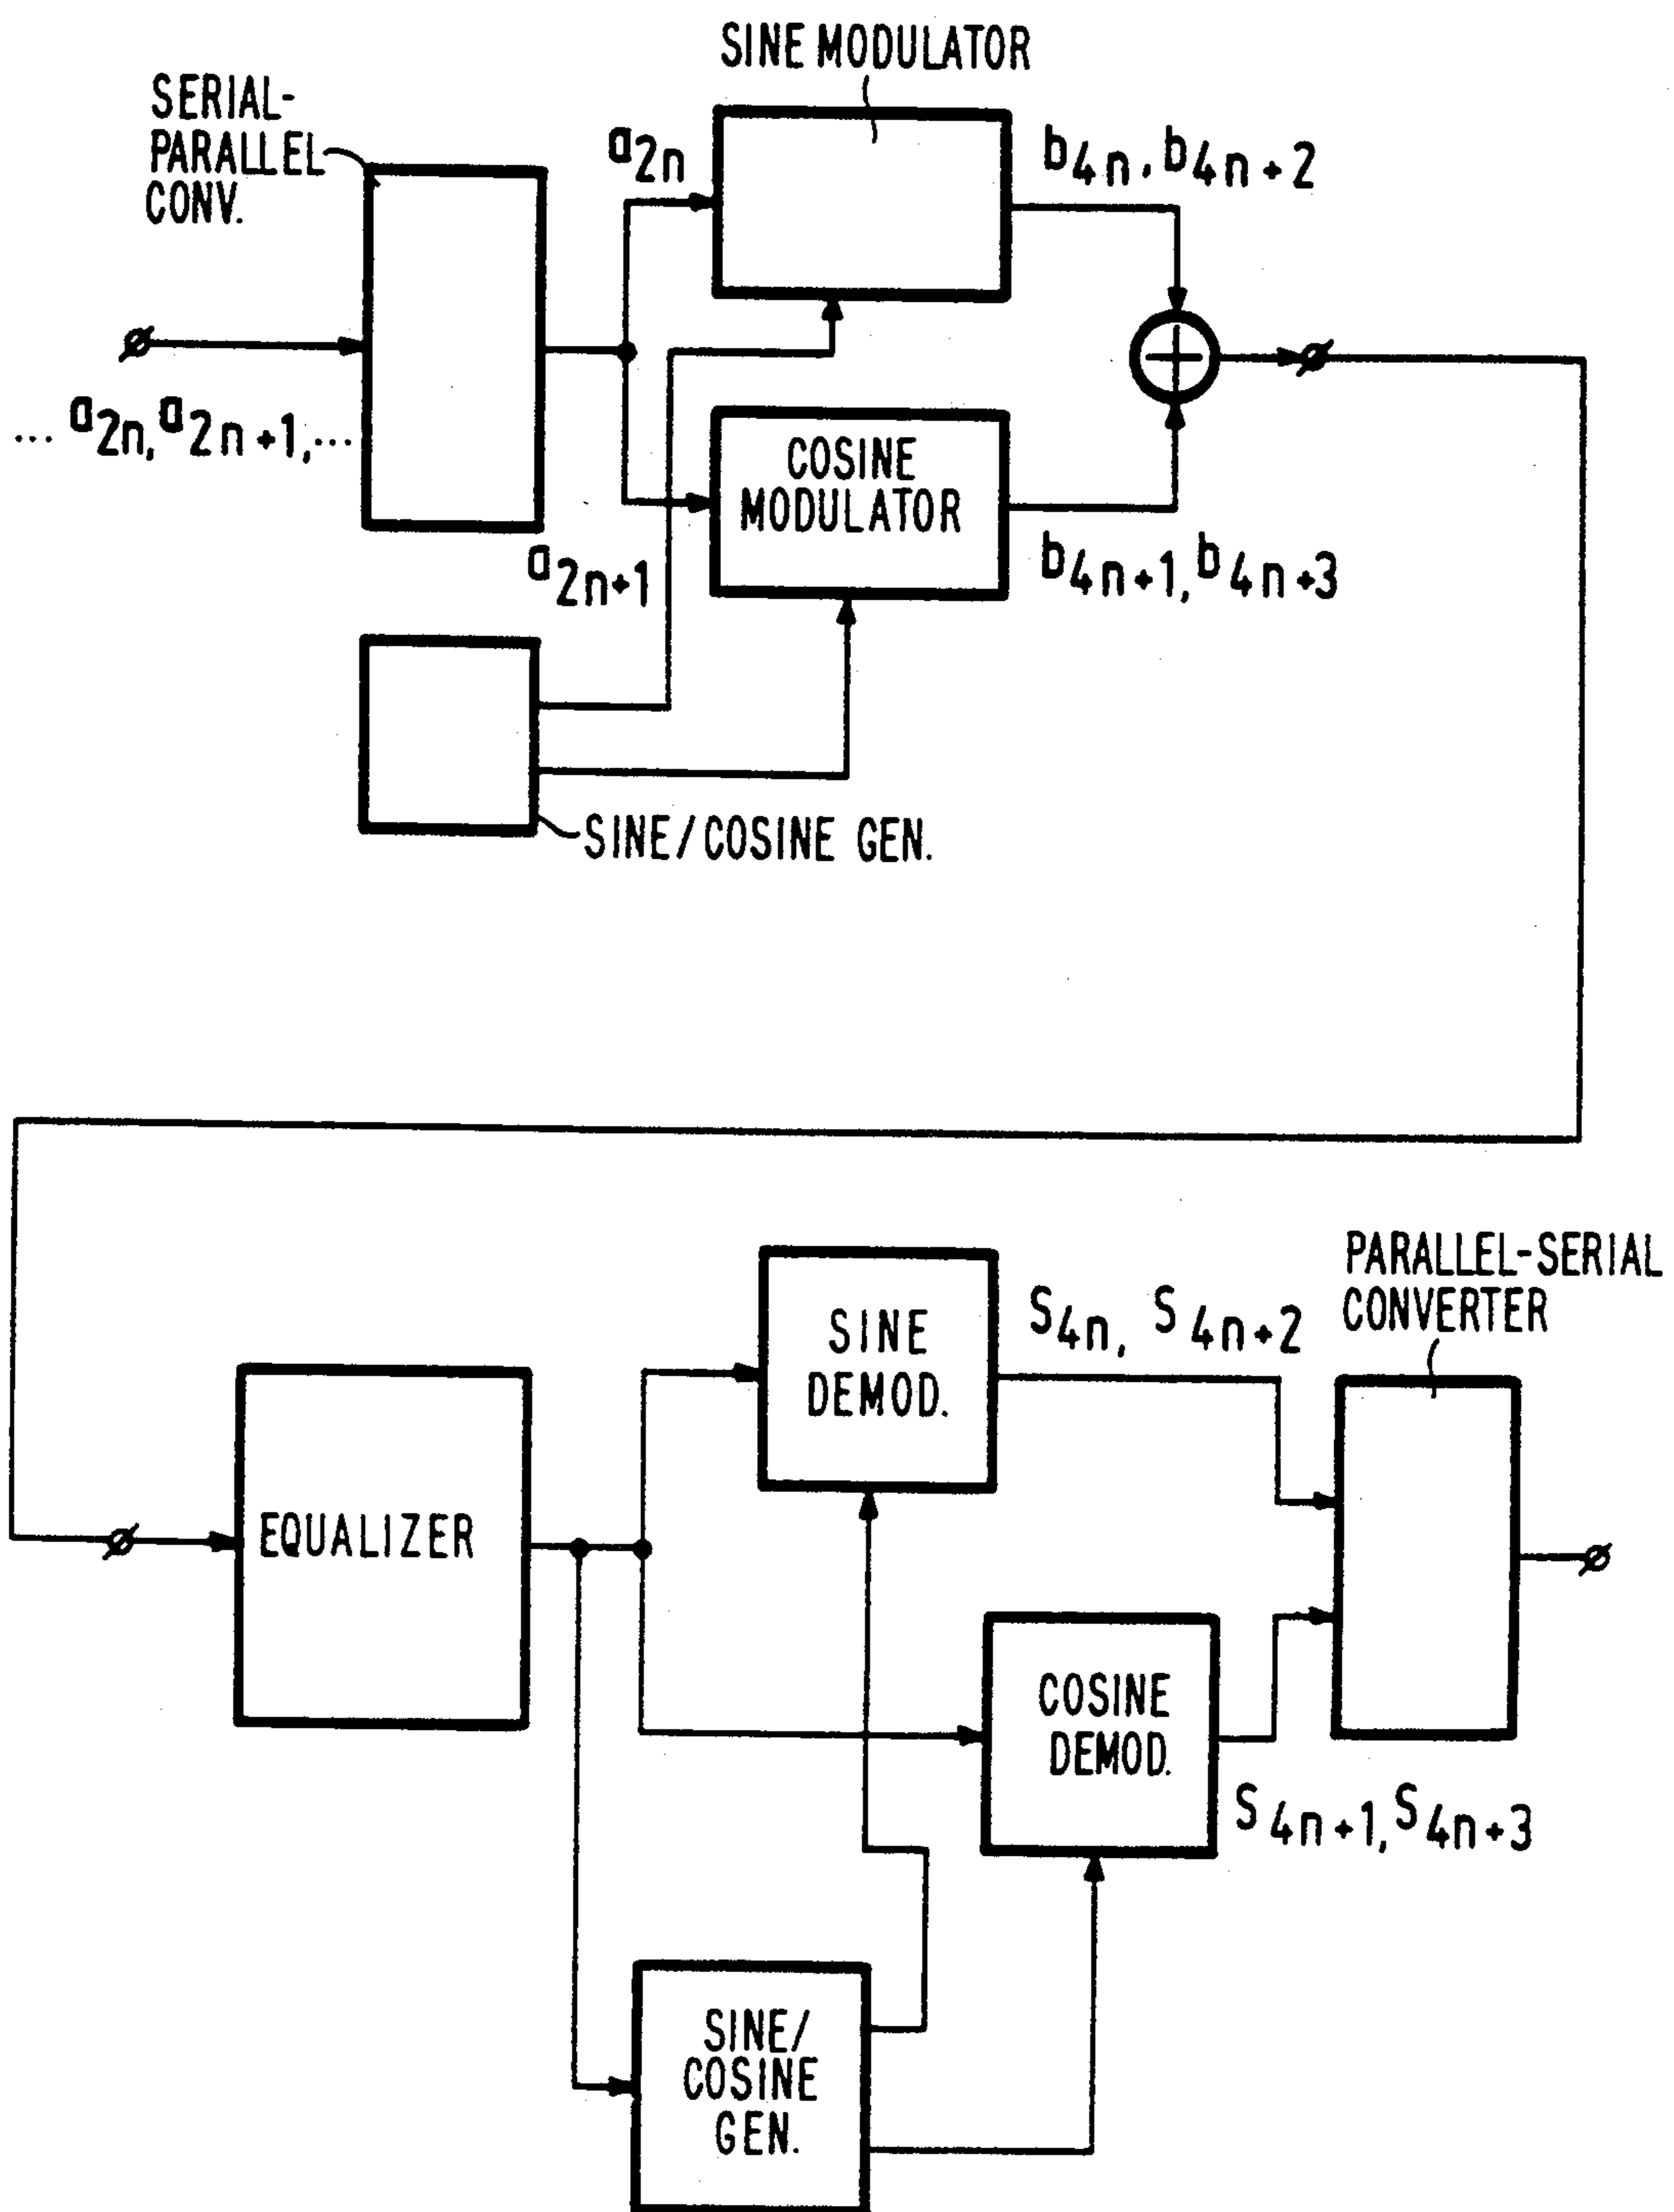 SINE MODULATOR
SERIAL-
PARALLEL
CONV.
a2n
b4n, b4n+2
... a2n, a2n+1, ...
COSINE
MODULATOR
a2n+1
b4n+1, b4n+3
SINE/COSINE GEN.
PARALLEL-SERIAL
CONVERTER
SINE
DEMOD.
S4n, S4n+2
EQUALIZER
COSINE
DEMOD.
S4n+1, S4n+3
SINE/
COSINE
GEN.